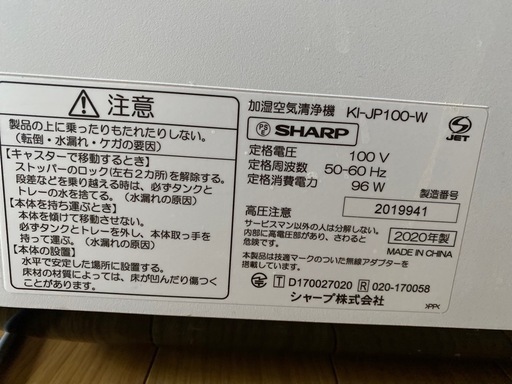 ⚠注意
製品の上に乗ったりもたれたりしない。
（転倒・水漏れ・ケガの要因）
【キャスターで移動するとき】
ストッパーのロック（左右2カ所）を解除する。
段差などを乗り越える時は、必ずタンクと
トレーの水を捨てる。（水漏れの原因）
【本体を持ち運ぶとき】
本体を傾けて移動させない。
必ずタンクとトレーを外し、本体取っ手を
持って運ぶ。（水漏れの原因）
【本体の設置】
水平で安定した場所に設置する。
床材の材質によっては、床が凹んだり傷つく
ことがあります。
加湿空気清浄機 KI-JP100-W
PSE SHARP
JET
定格電圧 100 V
定格周波数 50-60 Hz
定格消費電力 96 W
製造番号
2019941
高圧注意
サービスマン以外の人は分解しない。
内部に高電圧部があり、さわると
危険です。
2020年製
MADE IN CHINA
本製品は技適マークのついた無線アダプターを
搭載しています。
T D170027020 R 020-170058
シャープ株式会社
>PP<